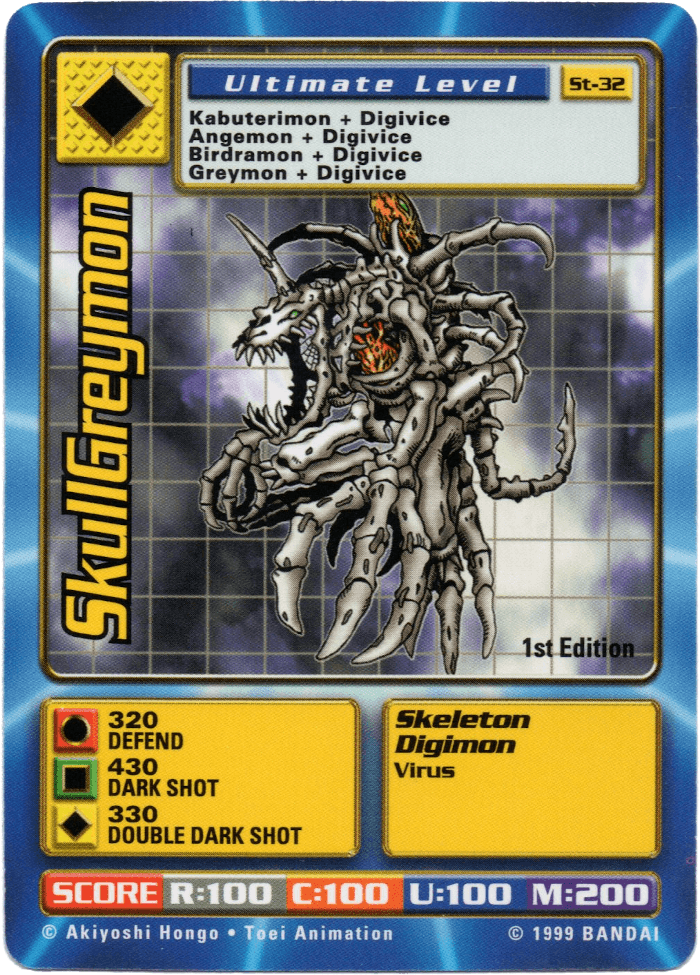 Ultimate Level
St-32
Kabuterimon + Digivice
Angemon + Digivice
Birdramon + Digivice
Greymon + Digivice
SkullGreymon
1st Edition
320
DEFEND
430
DARK SHOT
330
DOUBLE DARK SHOT
Skeleton
Digimon
Virus
SCORE R:100 C:100 U:100 M:200
© Akiyoshi Hongo • Toei Animation © 1999 BANDAI